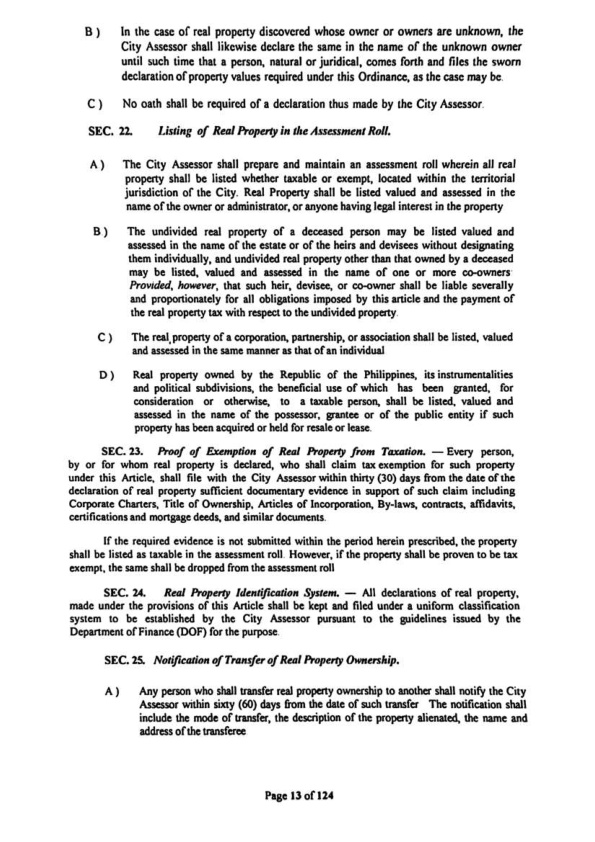 B ) In the case of real property discovered whose owner or owners are unknown, the
City Assessor shall likewise declare the same in the name of the unknown owner
until such time that a person, natural or juridical, comes forth and files the sworn
declaration of property values required under this Ordinance, as the case may be.
C ) No oath shall be required of a declaration thus made by the City Assessor.
SEC. 22. Listing of Real Property in the Assessment Roll.
A ) The City Assessor shall prepare and maintain an assessment roll wherein all real
property shall be listed whether taxable or exempt, located within the territorial
jurisdiction of the City. Real Property shall be listed valued and assessed in the
name of the owner or administrator, or anyone having legal interest in the property
B ) The undivided real property of a deceased person may be listed valued and
assessed in the name of the estate or of the heirs and devisees without designating
them individually, and undivided real property other than that owned by a deceased
may be listed, valued and assessed in the name of one or more co-owners
Provided, however, that such heir, devisee, or co-owner shall be liable severally
and proportionately for all obligations imposed by this article and the payment of
the real property tax with respect to the undivided property.
C ) The real property of a corporation, partnership, or association shall be listed, valued
and assessed in the same manner as that of an individual
D ) Real property owned by the Republic of the Philippines, its instrumentalities
and political subdivisions, the beneficial use of which has been granted, for
consideration or otherwise, to a taxable person, shall be listed, valued and
assessed in the name of the possessor, grantee or of the public entity if such
property has been acquired or held for resale or lease.
SEC. 23. Proof of Exemption of Real Property from Taxation. — Every person,
by or for whom real property is declared, who shall claim tax exemption for such property
under this Article, shall file with the City Assessor within thirty (30) days from the date of the
declaration of real property sufficient documentary evidence in support of such claim including
Corporate Charters, Title of Ownership, Articles of Incorporation, By-laws, contracts, affidavits,
certifications and mortgage deeds, and similar documents.
If the required evidence is not submitted within the period herein prescribed, the property
shall be listed as taxable in the assessment roll. However, if the property shall be proven to be tax
exempt, the same shall be dropped from the assessment roll
SEC. 24. Real Property Identification System. — All declarations of real property,
made under the provisions of this Article shall be kept and filed under a uniform classification
system to be established by the City Assessor pursuant to the guidelines issued by the
Department of Finance (DOF) for the purpose.
SEC. 25. Notification of Transfer of Real Property Ownership.
A ) Any person who shall transfer real property ownership to another shall notify the City
Assessor within sixty (60) days from the date of such transfer The notification shall
include the mode of transfer, the description of the property alienated, the name and
address of the transferee
Page 13 of 124